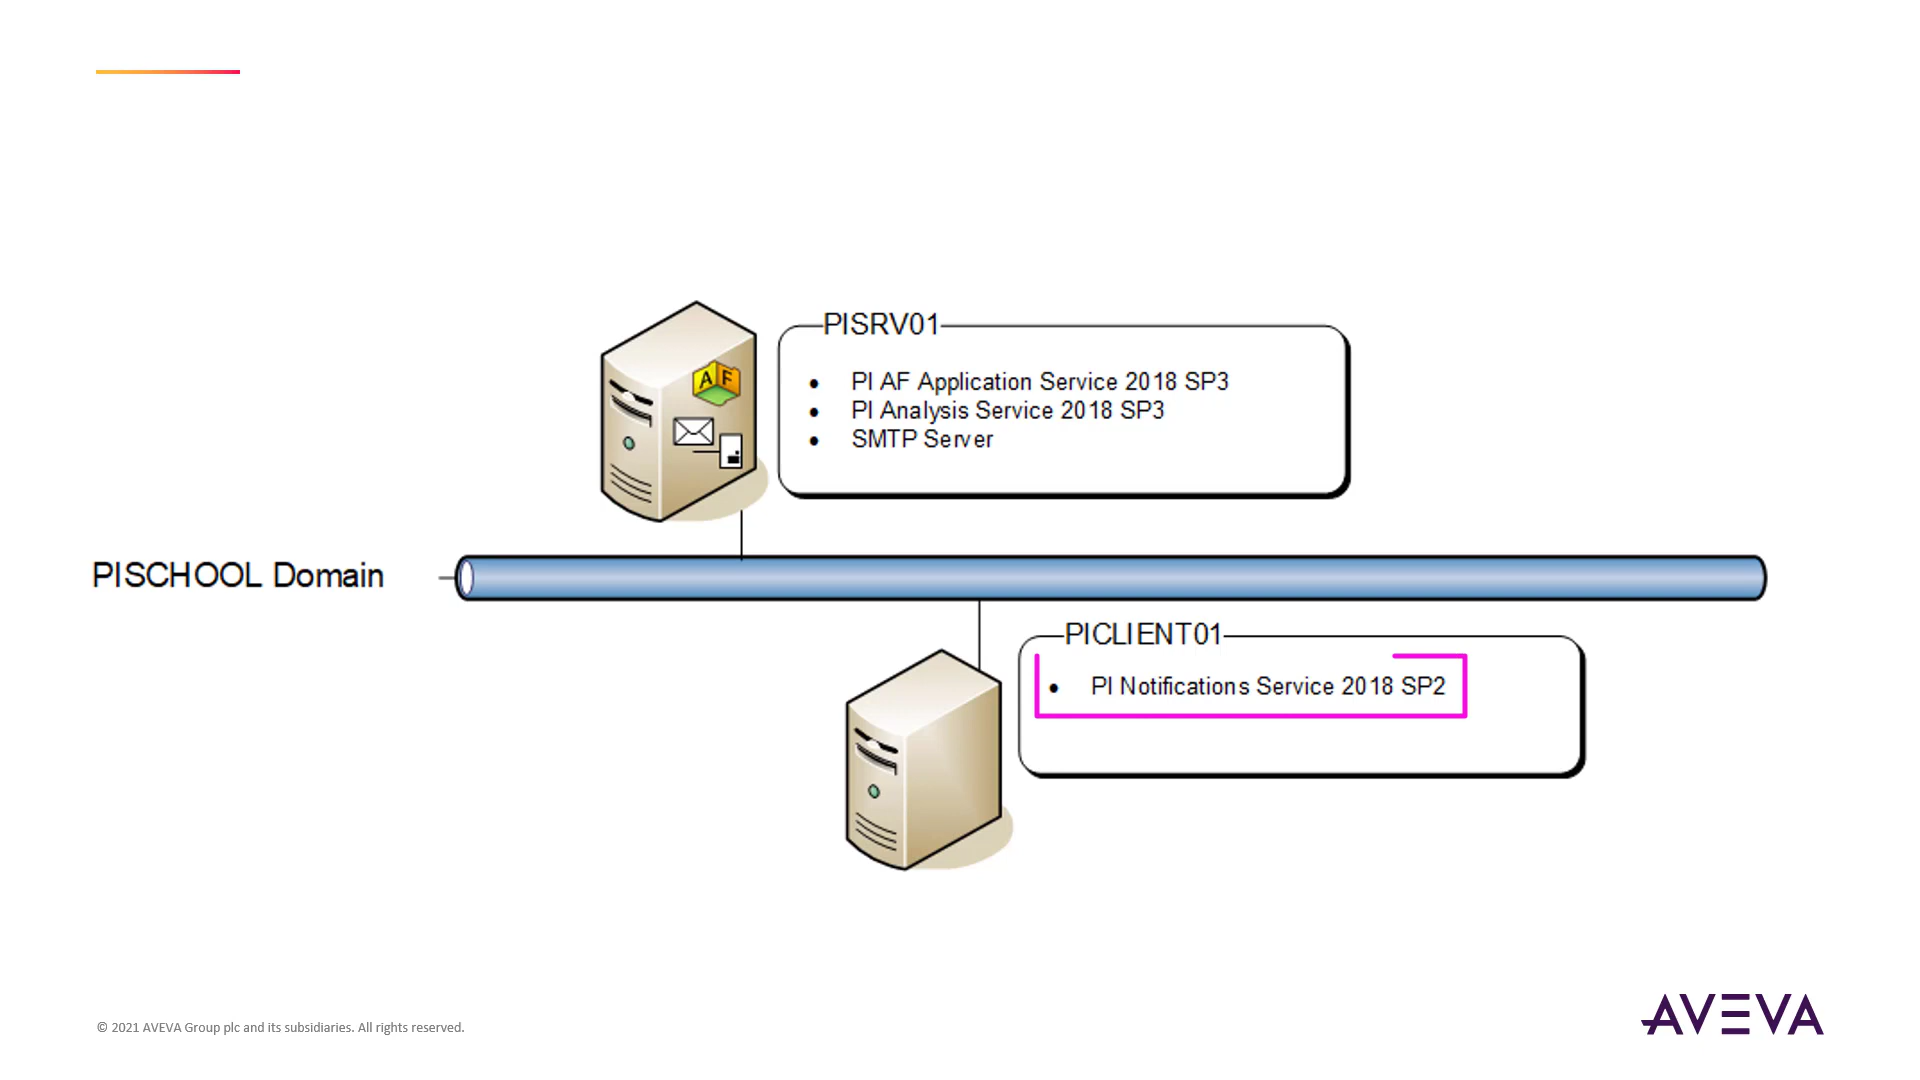 PISRV01
• PI AF Application Service 2018 SP3
• PI Analysis Service 2018 SP3
• SMTP Server
AF
PISCHOOL Domain
PICLIENT01
• PI Notifications Service 2018 SP2
© 2021 AVEVA Group plc and its subsidiaries. All rights reserved.
AVEVA